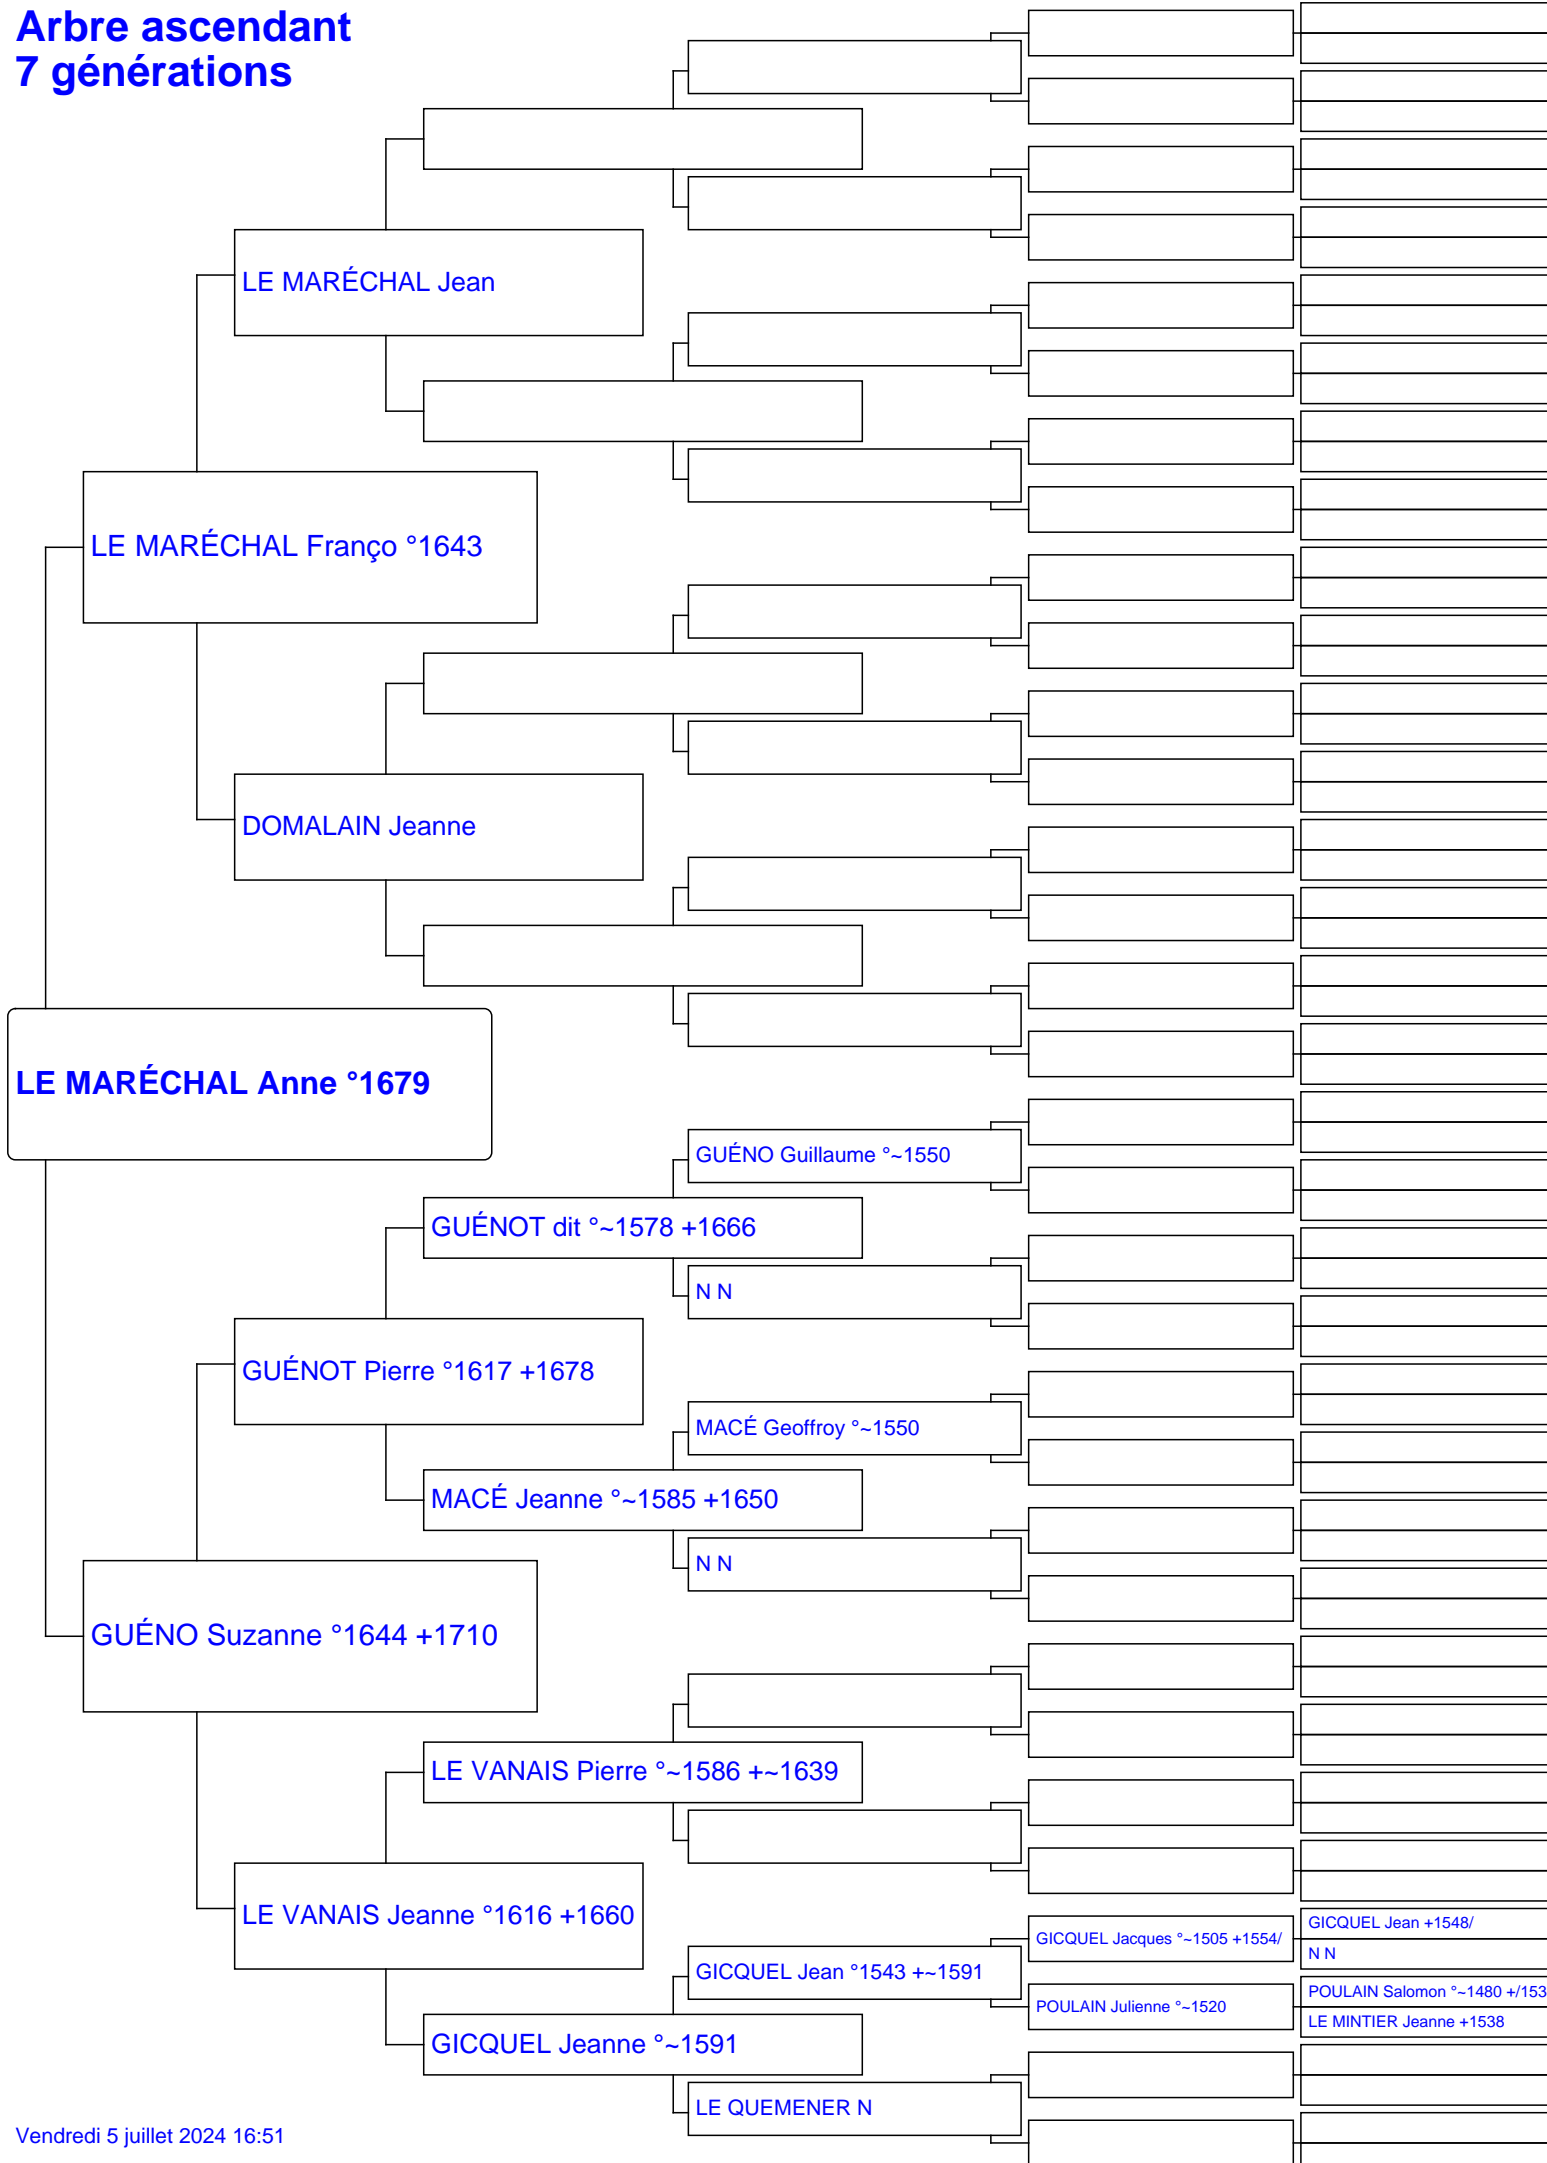 Arbre ascendant
7 générations
LE MARÉCHAL Jean
LE MARÉCHAL Franço °1643
DOMALAIN Jeanne
LE MARÉCHAL Anne °1679
GUÉNO Guillaume °~1550
GUÉNOT dit °~1578 +1666
N N
GUÉNOT Pierre °1617 +1678
MACÉ Geoffroy °~1550
MACÉ Jeanne °~1585 +1650
N N
GUÉNO Suzanne °1644 +1710
LE VANAIS Pierre °~1586 +~1639
LE VANAIS Jeanne °1616 +1660
GICQUEL Jean +1548/
GICQUEL Jacques °~1505 +1554/
N N
GICQUEL Jean °1543 +~1591
POULAIN Salomon °~1480 +/153
POULAIN Julienne °~1520
LE MINTIER Jeanne +1538
GICQUEL Jeanne °~1591
LE QUEMENER N
Vendredi 5 juillet 2024 16:51